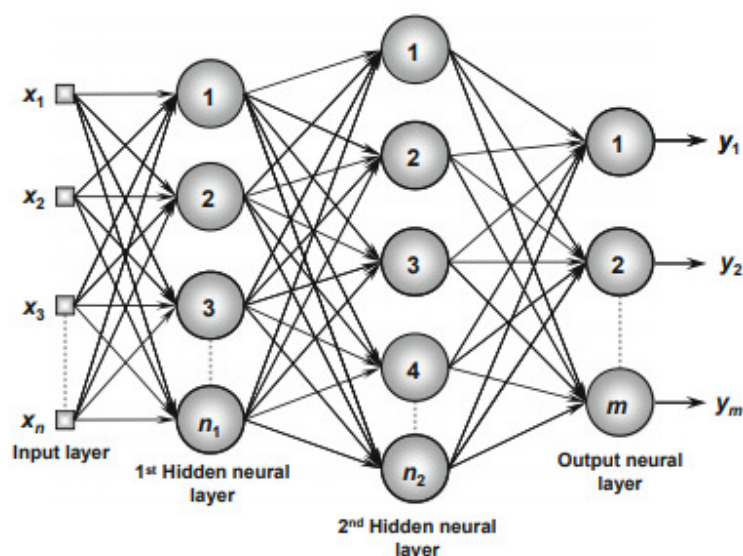 x1
x2
x3
xn
Input layer
1
2
3
n1
1st Hidden neural
layer
1
2
3
4
n2
2nd Hidden neural
layer
1
2
m
Output neural
layer
y1
y2
ym